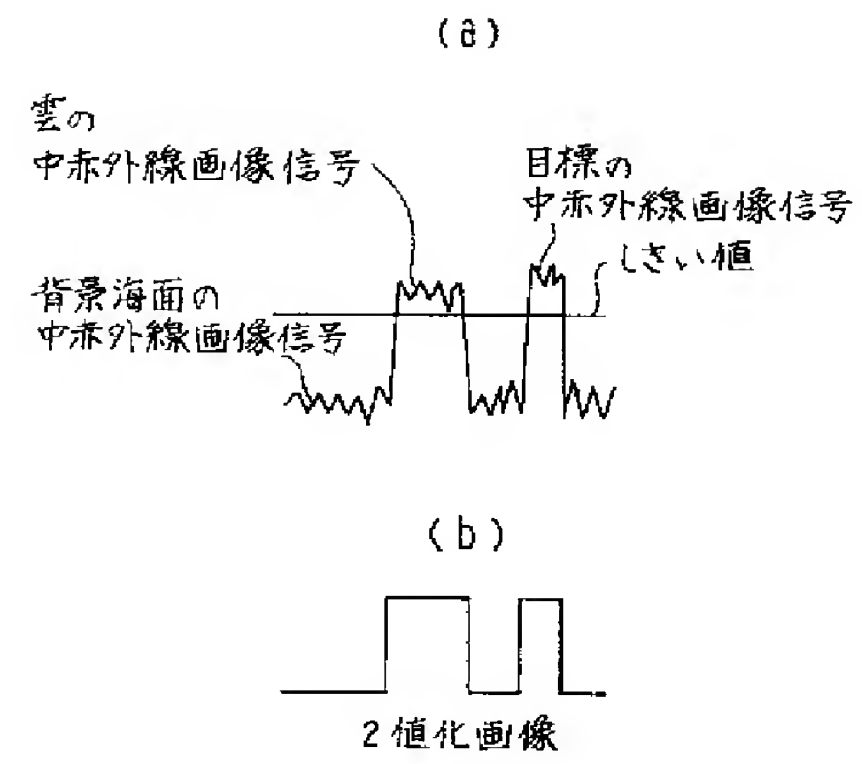 (a)
雲の
中赤外線画像信号
目標の
中赤外線画像信号
しきい値
背景海面の
中赤外線画像信号
(b)
2値化画像